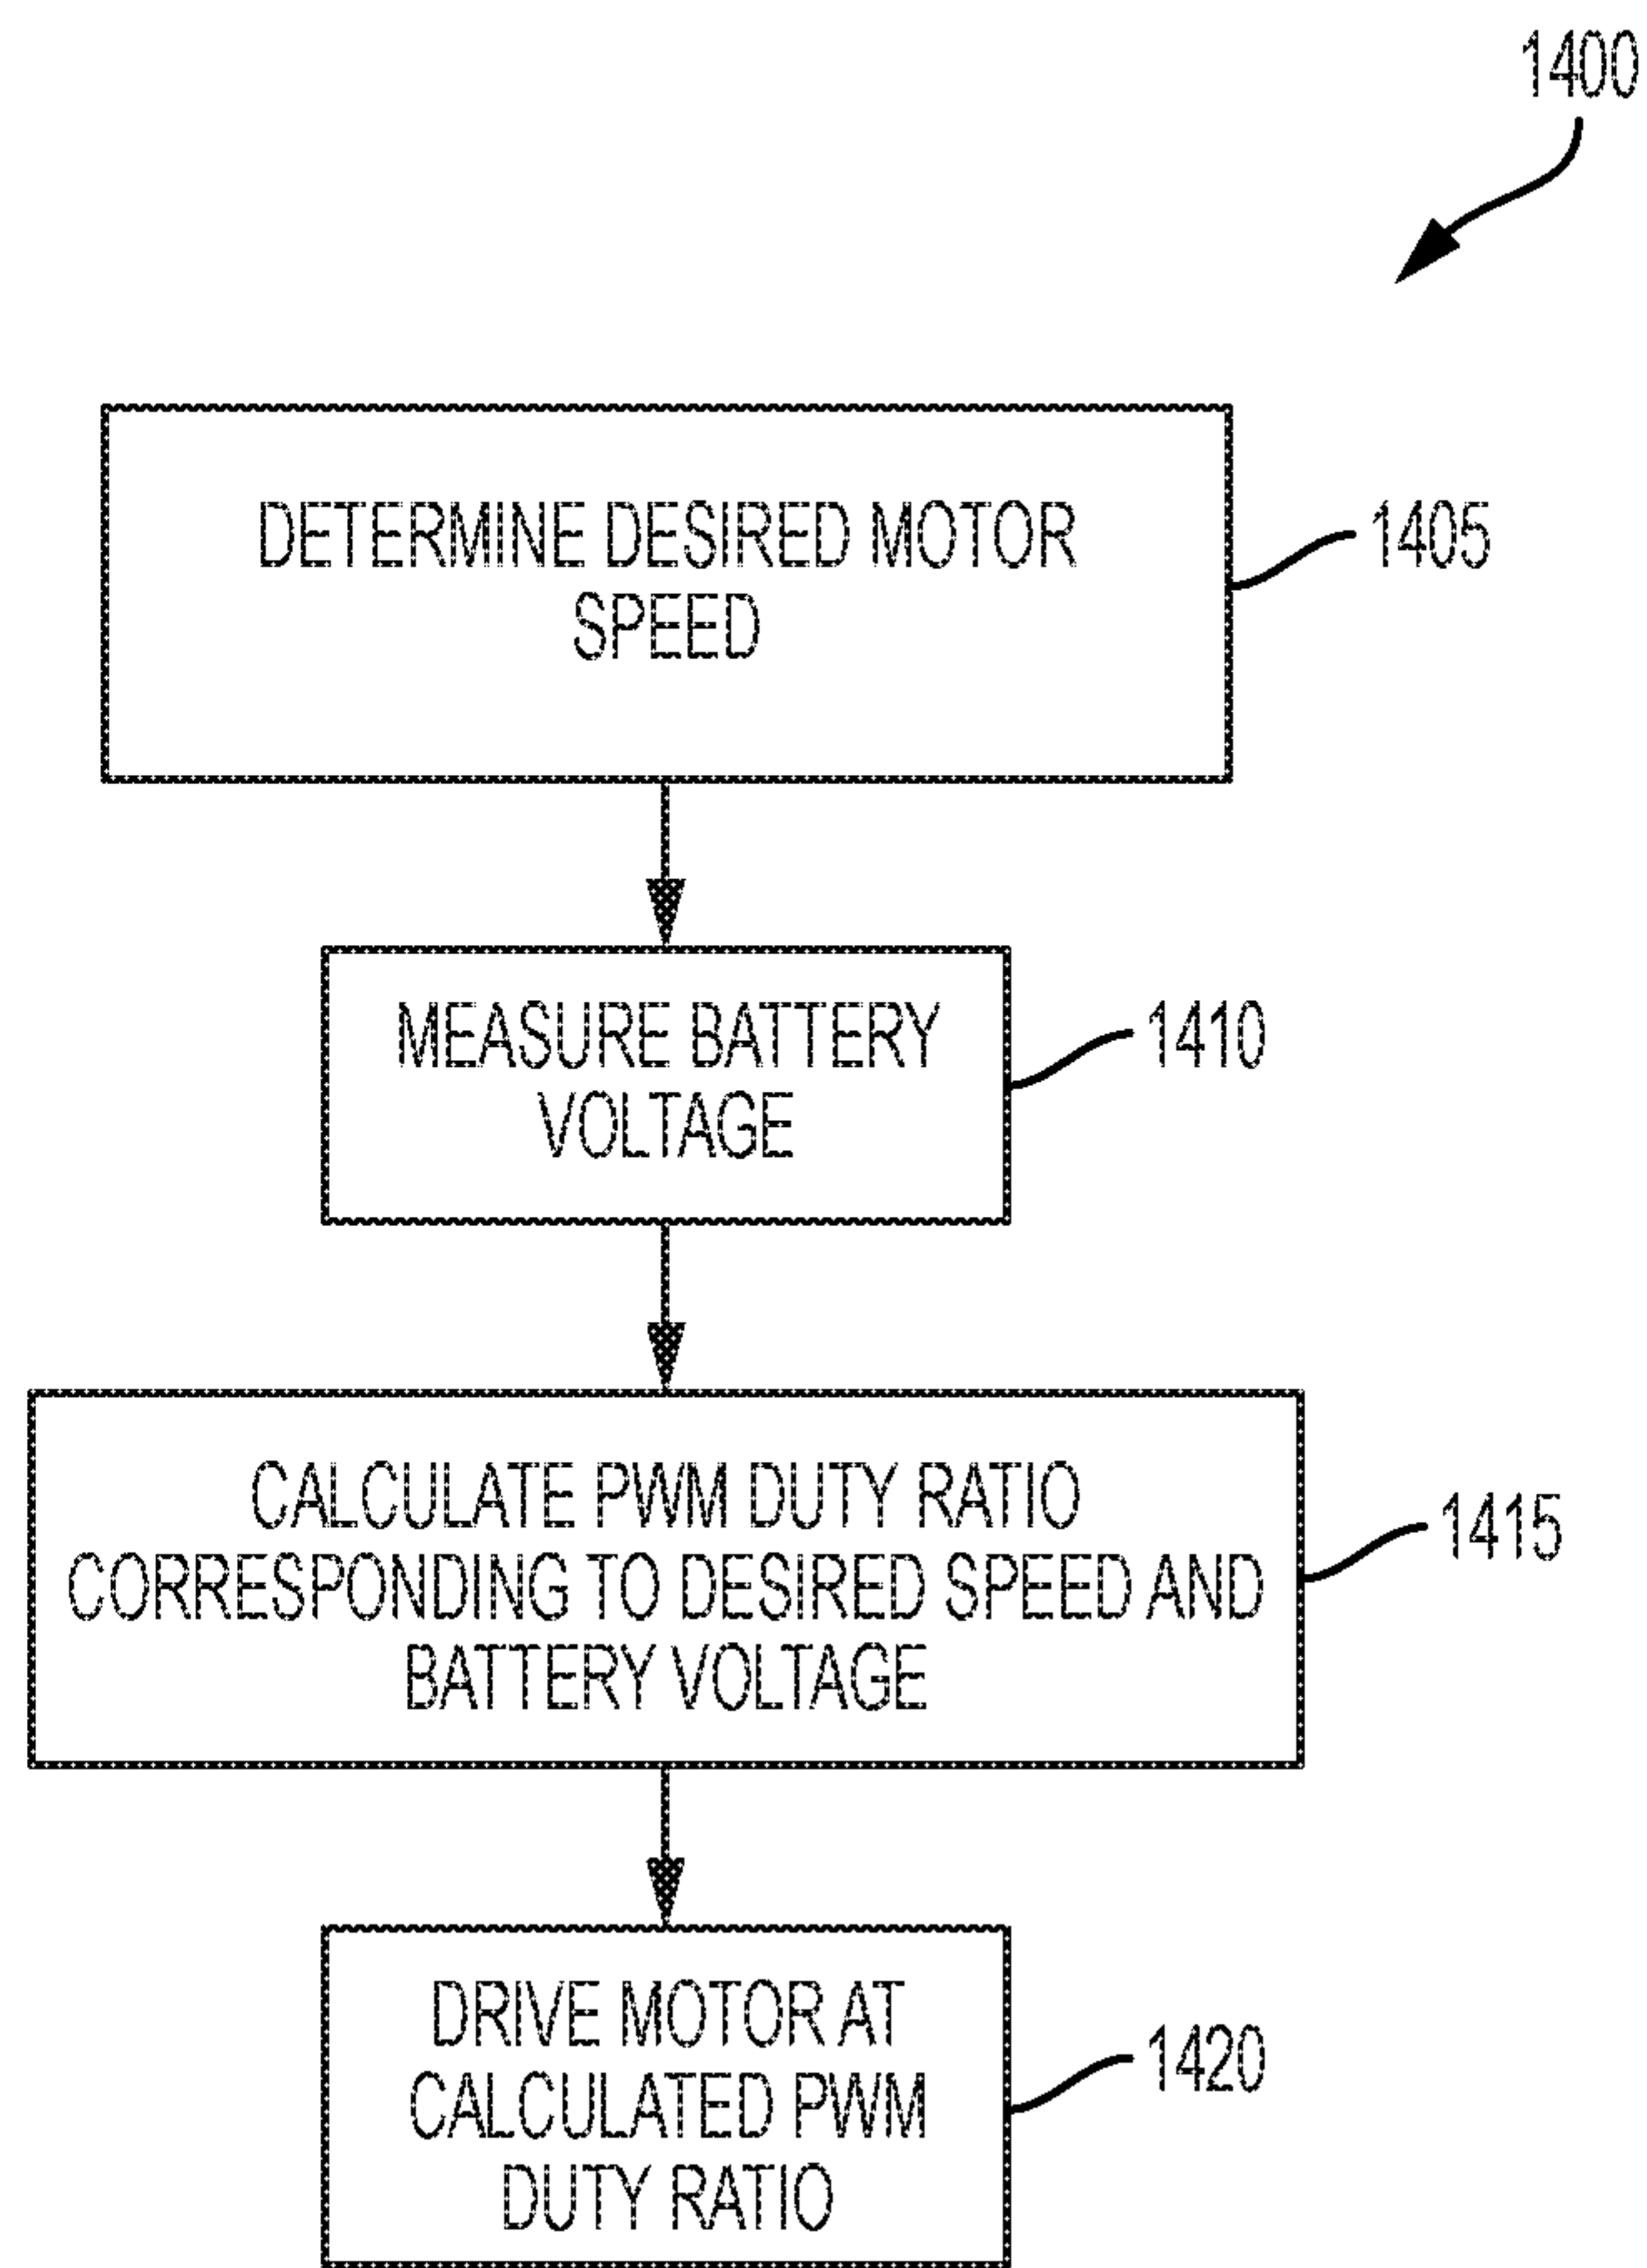 1400
DETERMINE DESIRED MOTOR
SPEED
1405
MEASURE BATTERY
VOLTAGE
1410
CALCULATE PWM DUTY RATIO
CORRESPONDING TO DESIRED SPEED AND
BATTERY VOLTAGE
1415
DRIVE MOTOR AT
CALCULATED PWM
DUTY RATIO
1420